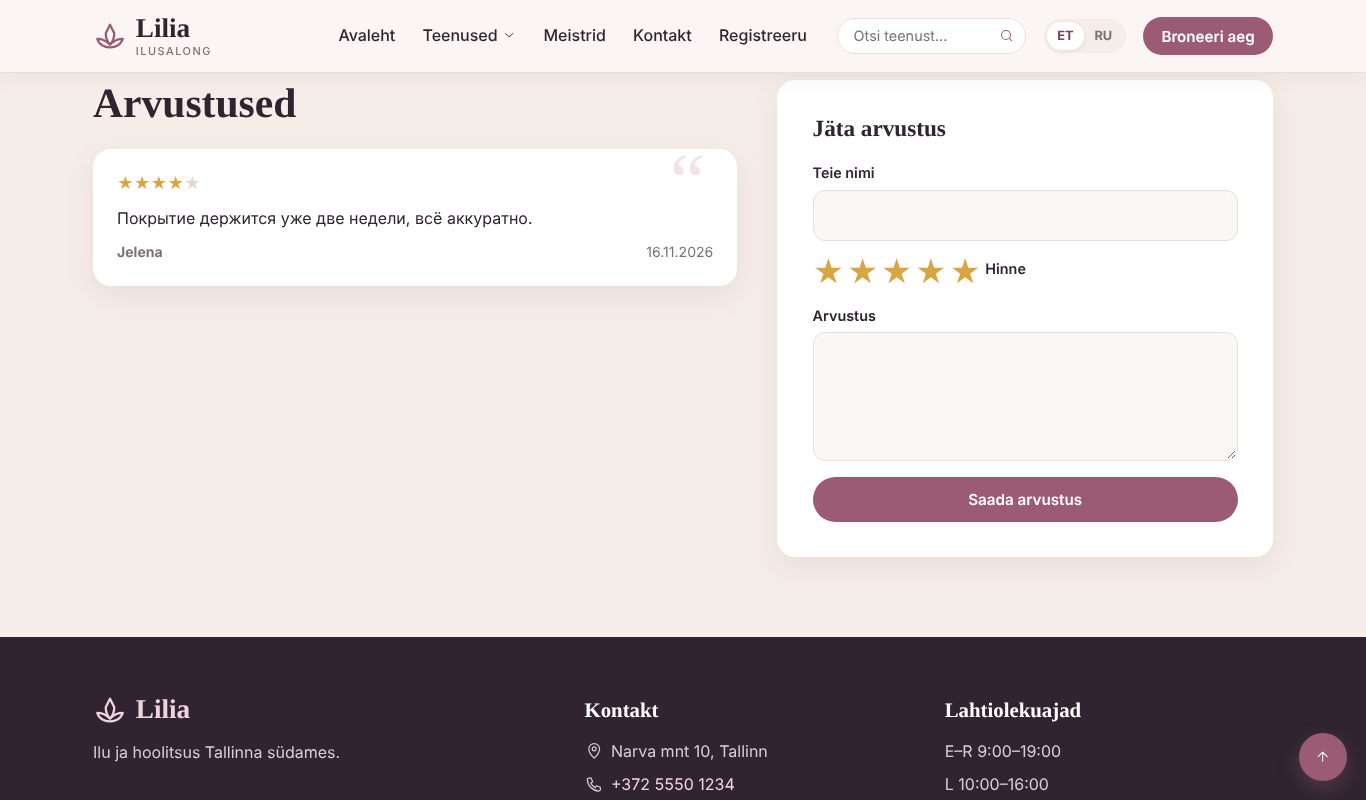 Lilia
ILUSALONG
Avaleht
Teenused
Meistrid
Kontakt
Registreeru
Otsi teenust...
ET
RU
Broneeri aeg
Arvustused
“
★★★★★
Покрытие держится уже две недели, всё аккуратно.
Jelena
16.11.2026
Jäta arvustus
Teie nimi
★★★★★ Hinne
Arvustus
Saada arvustus
Lilia
Ilu ja hoolitsus Tallinna südames.
Kontakt
Narva mnt 10, Tallinn
+372 5550 1234
Lahtiolekuajad
E–R 9:00–19:00
L 10:00–16:00